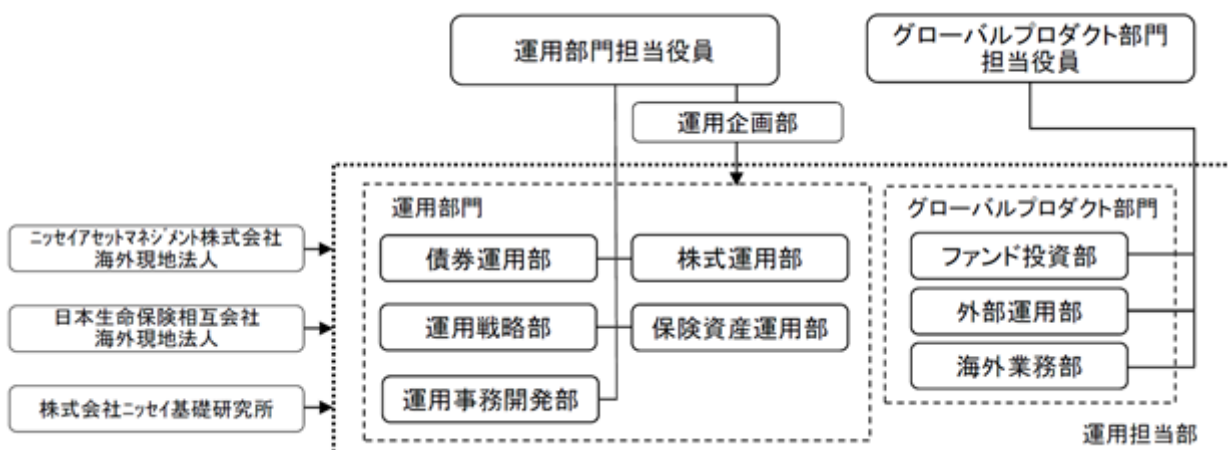 運用部門担当役員
グローバルプロダクト部門
担当役員
運用企画部
運用部門
グローバルプロダクト部門
ニッセイアセットマネジメント株式会社
海外現地法人
債券運用部
株式運用部
ファンド投資部
日本生命保険相互会社
海外現地法人
運用戦略部
保険資産運用部
外部運用部
海外業務部
株式会社ニッセイ基礎研究所
運用事務開発部
運用担当部